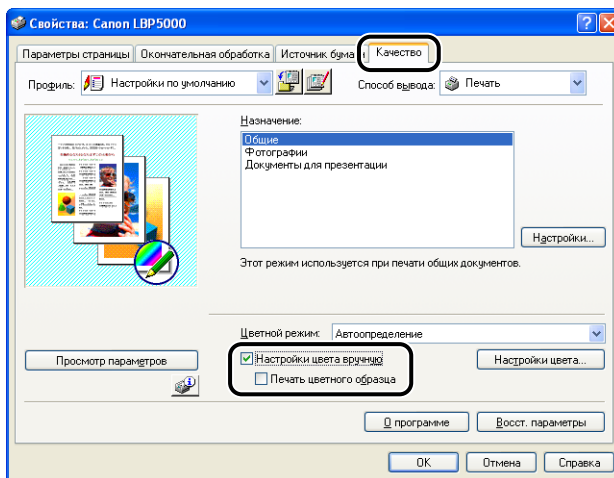 Свойства: Canon LBP5000
Параметры страницы Окончательная обработка Источник бума Качество
Профиль: Настройки по умолчанию Способ вывода: Печать
Назначение:
Общие
Фотографии
Документы для презентации
Настройки...
Этот режим используется при печати общих документов.
Цветной режим: Автоопределение
Просмотр параметров Настройки цвета вручную Настройки цвета...
Печать цветного образца
О программе Восст. параметры
OK Отмена Справка